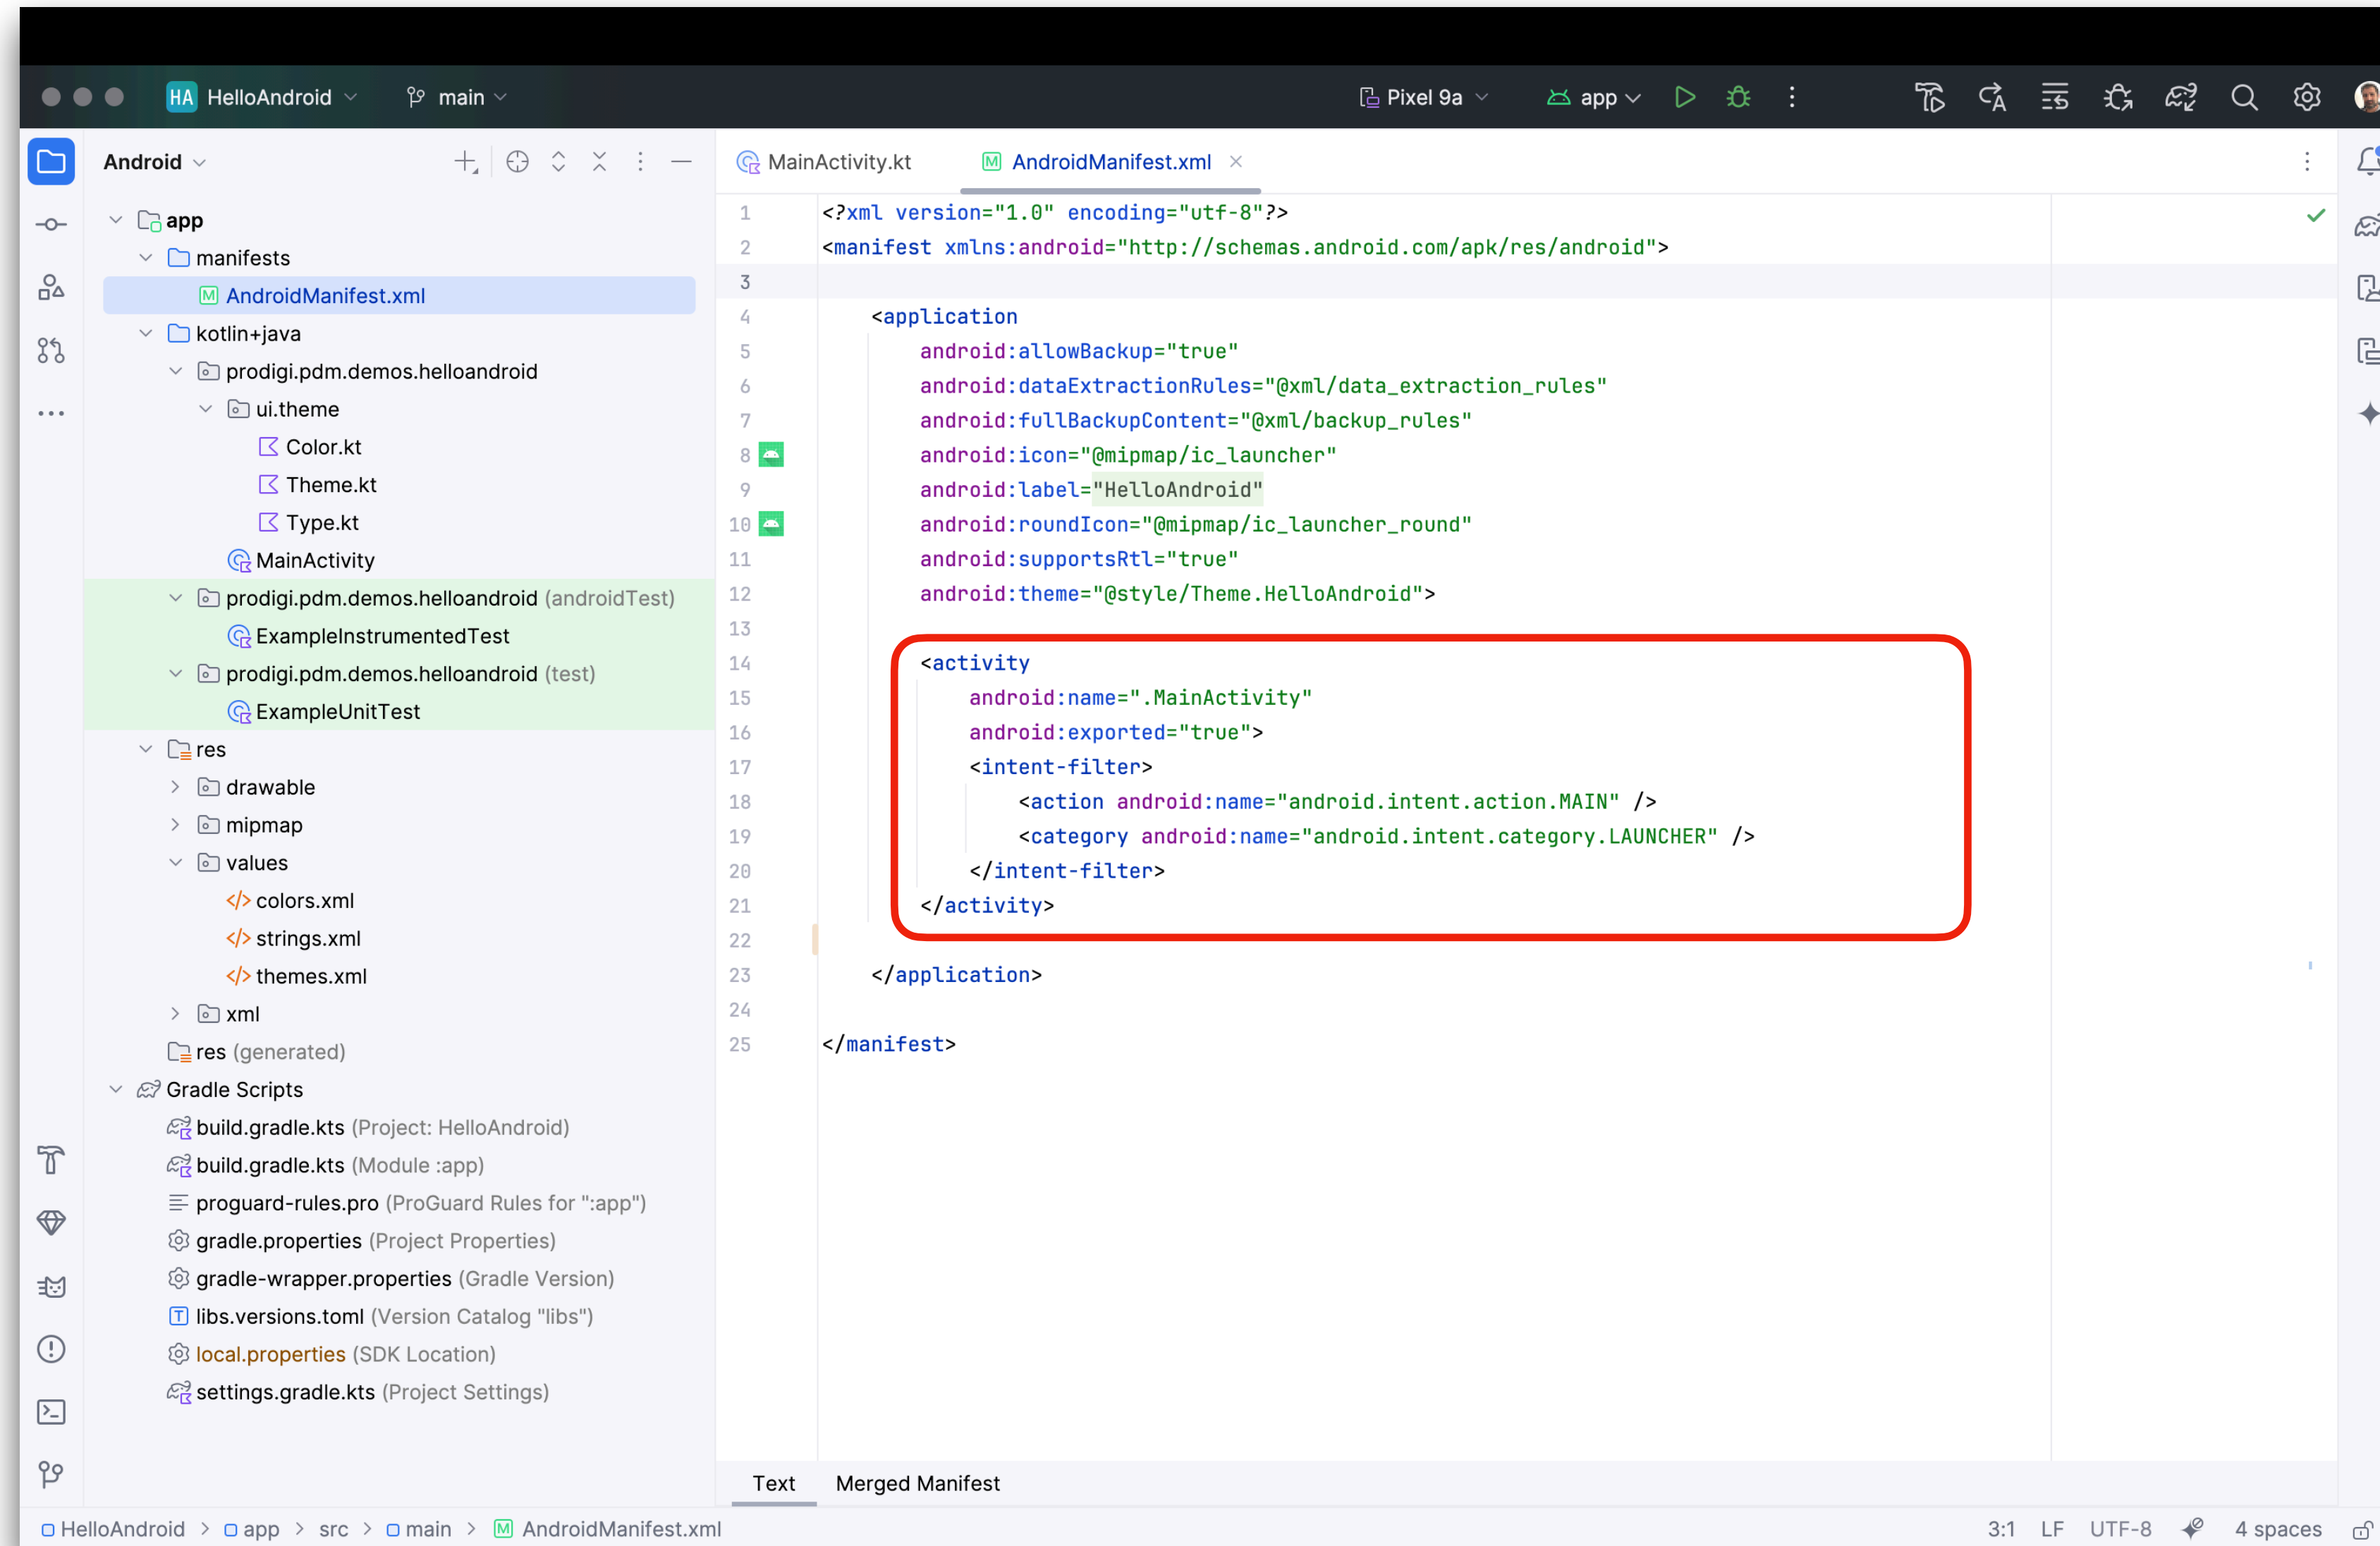 HA HelloAndroid main Pixel 9a app
Android
app
manifests
AndroidManifest.xml
kotlin+java
prodigi.pdm.demos.helloandroid
ui.theme
Color.kt
Theme.kt
Type.kt
MainActivity
prodigi.pdm.demos.helloandroid (androidTest)
ExampleInstrumentedTest
prodigi.pdm.demos.helloandroid (test)
ExampleUnitTest
res
drawable
mipmap
values
colors.xml
strings.xml
themes.xml
xml
res (generated)
Gradle Scripts
build.gradle.kts (Project: HelloAndroid)
build.gradle.kts (Module :app)
proguard-rules.pro (ProGuard Rules for ":app")
gradle.properties (Project Properties)
gradle-wrapper.properties (Gradle Version)
libs.versions.toml (Version Catalog "libs")
local.properties (SDK Location)
settings.gradle.kts (Project Settings)
MainActivity.kt AndroidManifest.xml
1 <?xml version="1.0" encoding="utf-8"?>
2 <manifest xmlns:android="http://schemas.android.com/apk/res/android">
3
4 <application
5 android:allowBackup="true"
6 android:dataExtractionRules="@xml/data_extraction_rules"
7 android:fullBackupContent="@xml/backup_rules"
8 android:icon="@mipmap/ic_launcher"
9 android:label="HelloAndroid"
10 android:roundIcon="@mipmap/ic_launcher_round"
11 android:supportsRtl="true"
12 android:theme="@style/Theme.HelloAndroid">
13
14 <activity
15 android:name=".MainActivity"
16 android:exported="true">
17 <intent-filter>
18 <action android:name="android.intent.action.MAIN" />
19 <category android:name="android.intent.category.LAUNCHER" />
20 </intent-filter>
21 </activity>
22
23 </application>
24
25 </manifest>
Text Merged Manifest
HelloAndroid > app > src > main > AndroidManifest.xml 3:1 LF UTF-8 4 spaces